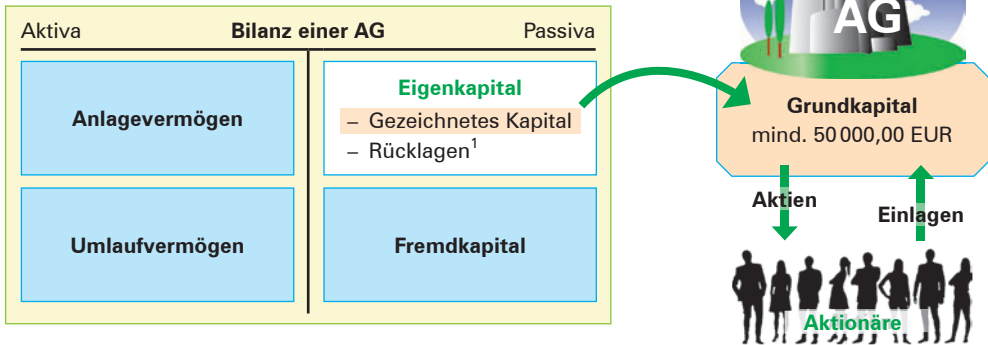 Aktiva Bilanz einer AG Passiva
Anlagevermögen
Eigenkapital
– Gezeichnetes Kapital
– Rücklagen¹
Umlaufvermögen
Fremdkapital
AG
Grundkapital
mind. 50 000,00 EUR
Aktien
Einlagen
Aktionäre